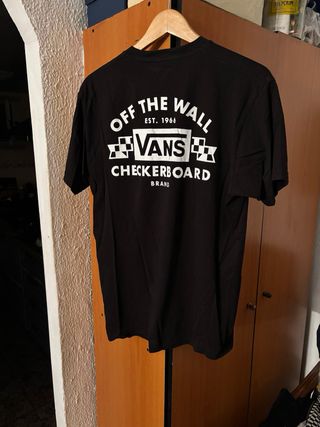 OFF THE WALL
EST. 1966
VANS
CHECKERBOARD
BRAND